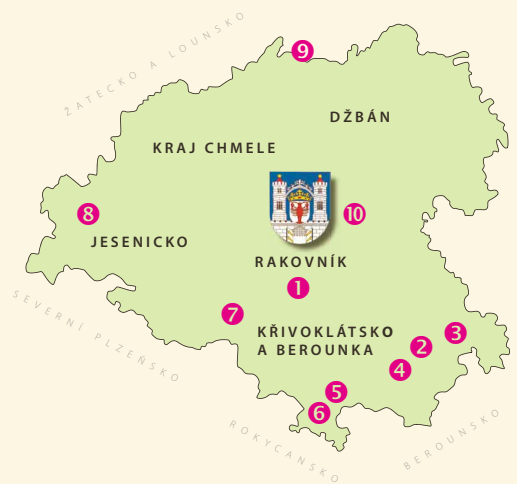 9
ŽATECKO A LOUNSKO
DŽBÁN
KRAJ CHMELE
8
10
JESENICKO
RAKOVNÍK
1
SEVERNÍ PLZEŇSKO
7
KŘIVOKLÁTSKO
A BEROUNKA
3
2
4
5
6
ROKYCANSKO
BEROUNSKO